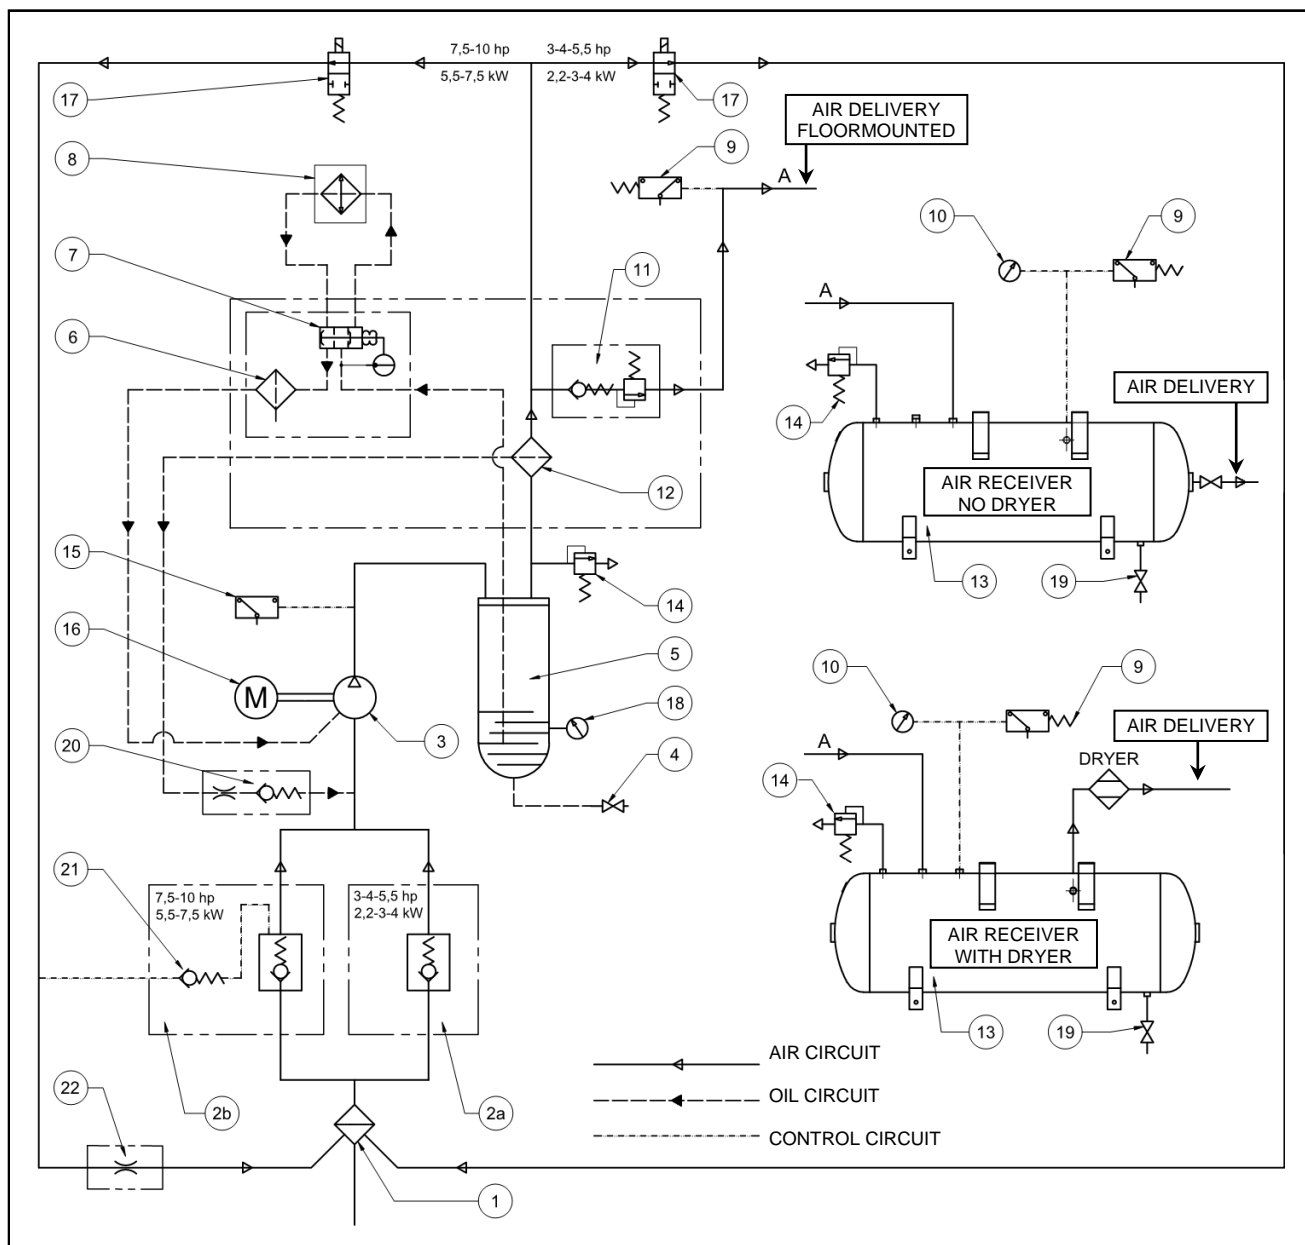 7,5-10 hp
5,5-7,5 kW
3-4-5,5 hp
2,2-3-4 kW
17
17
AIR DELIVERY
FLOORMOUNTED
8
9
A
10
9
7
11
A
6
14
AIR DELIVERY
12
AIR RECEIVER
NO DRYER
15
14
13
19
16
M
5
10
9
18
3
A
AIR DELIVERY
20
4
14
DRYER
21
7,5-10 hp
5,5-7,5 kW
3-4-5,5 hp
2,2-3-4 kW
AIR RECEIVER
WITH DRYER
13
19
AIR CIRCUIT
22
2b
2a
OIL CIRCUIT
CONTROL CIRCUIT
1